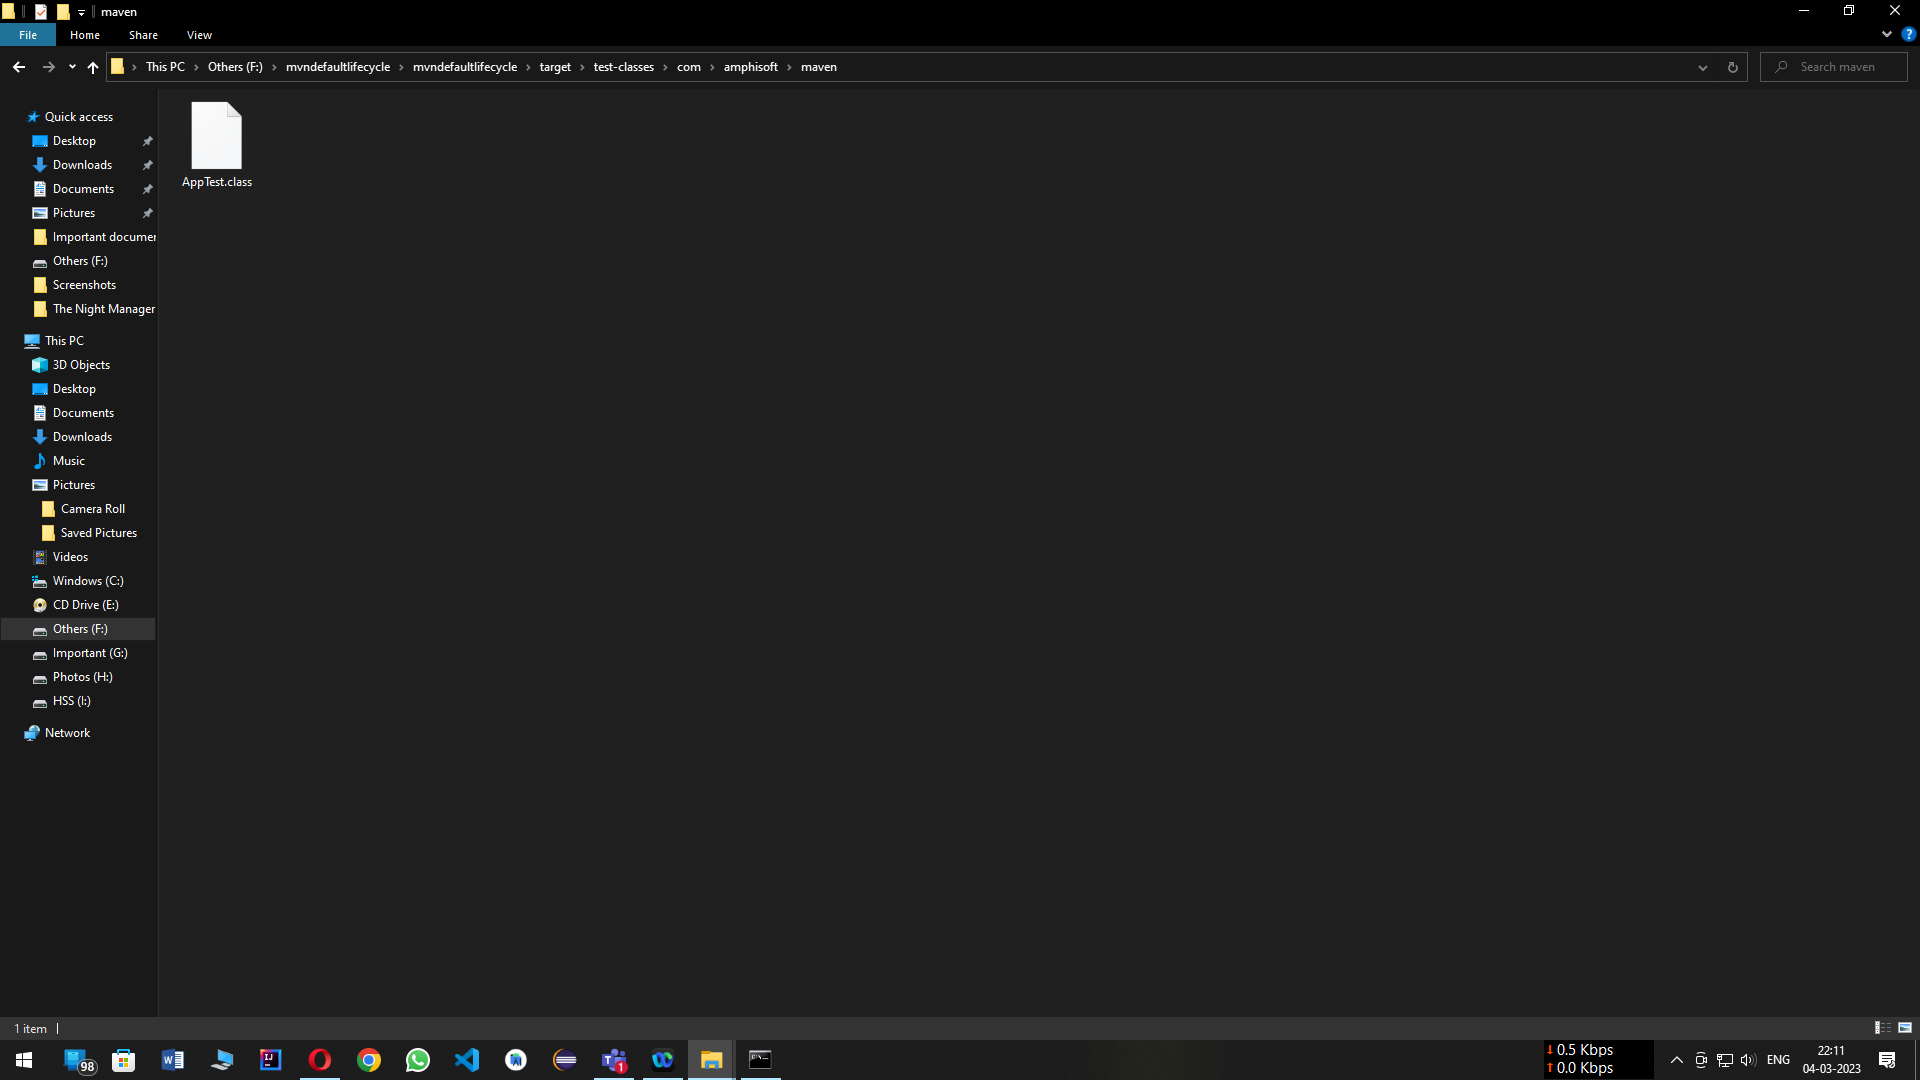 maven
File Home Share View
This PC Others (F:) mvndefaultlifecycle mvndefaultlifecycle target test-classes com amphisoft maven
Search maven
Quick access
Desktop
Downloads
Documents
Pictures
Important documer
Others (F:)
Screenshots
The Night Manager
This PC
3D Objects
Desktop
Documents
Downloads
Music
Pictures
Camera Roll
Saved Pictures
Videos
Windows (C:)
CD Drive (E:)
Others (F:)
Important (G:)
Photos (H:)
HSS (I:)
Network
AppTest.class
1 item
98
W
IJ
T
1
↓ 0.5 Kbps
↑ 0.0 Kbps
ENG
22:11
04-03-2023